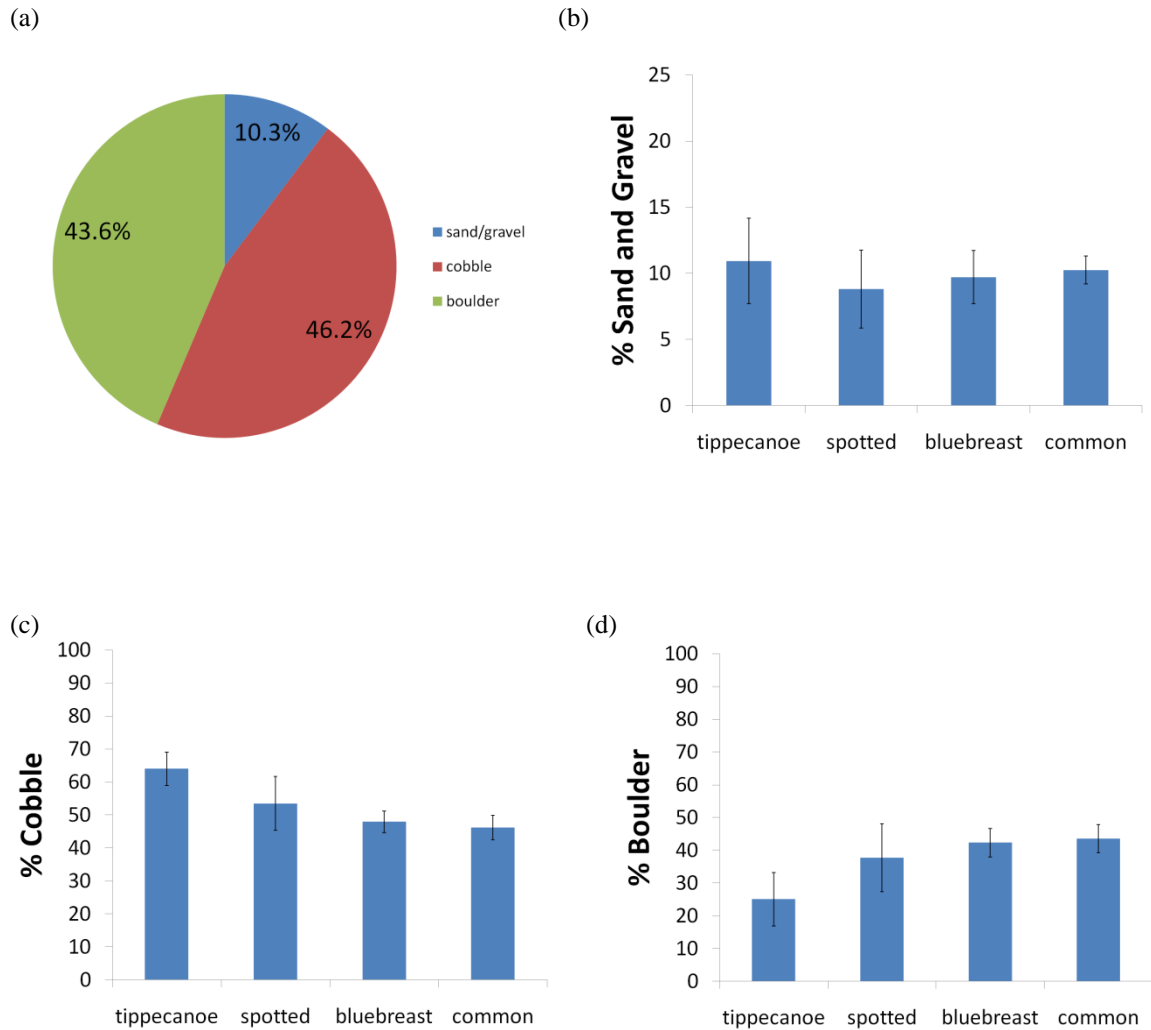 (a)
10.3%
43.6%
46.2%
sand/gravel
cobble
boulder
(b)
% Sand and Gravel
25
20
15
10
5
0
tippecanoe spotted bluebreast common
(c)
% Cobble
100
90
80
70
60
50
40
30
20
10
0
tippecanoe spotted bluebreast common
(d)
% Boulder
100
90
80
70
60
50
40
30
20
10
0
tippecanoe spotted bluebreast common